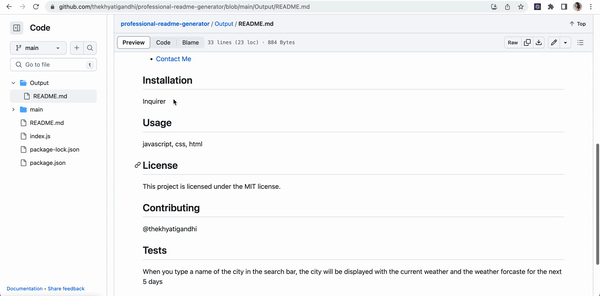 github.com/thekhyatigandhi/professional-readme-generator/blob/main/Output/README.md
Code
main
Go to file
t
Output
README.md
main
README.md
index.js
package-lock.json
package.json
Documentation • Share feedback
professional-readme-generator / Output / README.md
Top
Preview
Code
Blame
33 lines (23 loc) · 884 Bytes
Raw
• Contact Me
Installation
Inquirer
Usage
javascript, css, html
License
This project is licensed under the MIT license.
Contributing
@thekhyatigandhi
Tests
When you type a name of the city in the search bar, the city will be displayed with the current weather and the weather forcaste for the next
5 days